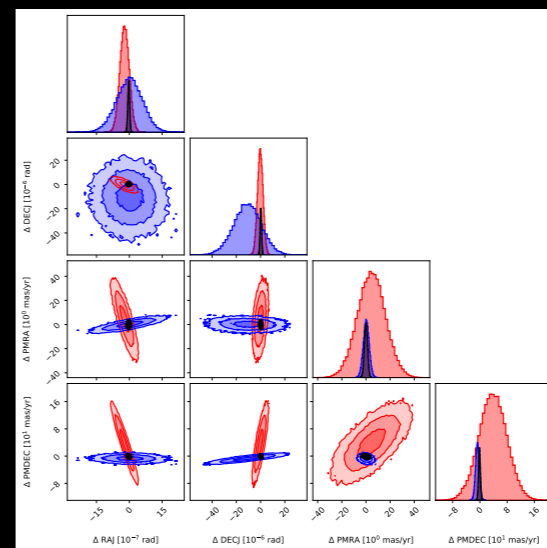 Δ DECJ [10⁻⁶ rad]
20
0
−20
−40
Δ PMRA [10⁰ mas/yr]
40
20
0
−20
−40
Δ PMDEC [10¹ mas/yr]
16
8
0
−8
−15 0 15
−40 −20 0 20
−40 −20 0 20 40
−8 0 8 16
Δ RAJ [10⁻⁷ rad]
Δ DECJ [10⁻⁶ rad]
Δ PMRA [10⁰ mas/yr]
Δ PMDEC [10¹ mas/yr]